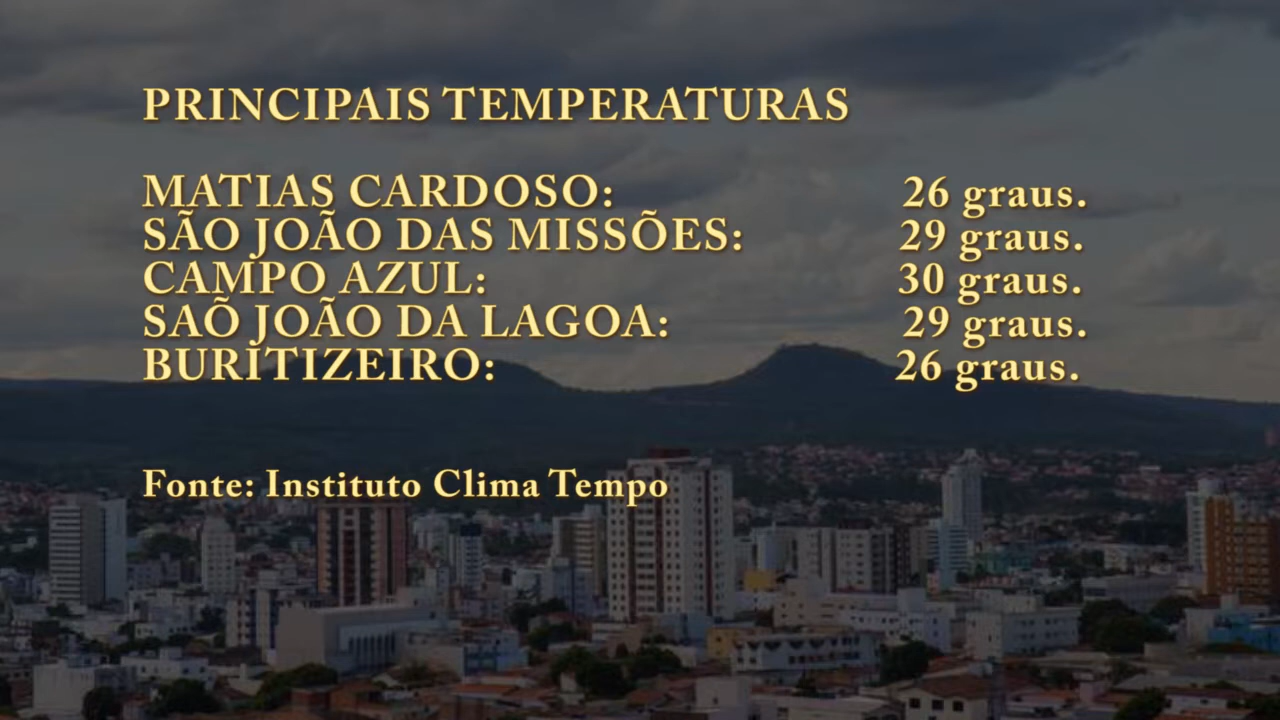 PRINCIPAIS TEMPERATURAS
MATIAS CARDOSO: 26 graus.
SÃO JOÃO DAS MISSÕES: 29 graus.
CAMPO AZUL: 30 graus.
SAÕ JOÃO DA LAGOA: 29 graus.
BURITIZEIRO: 26 graus.
Fonte: Instituto Clima Tempo